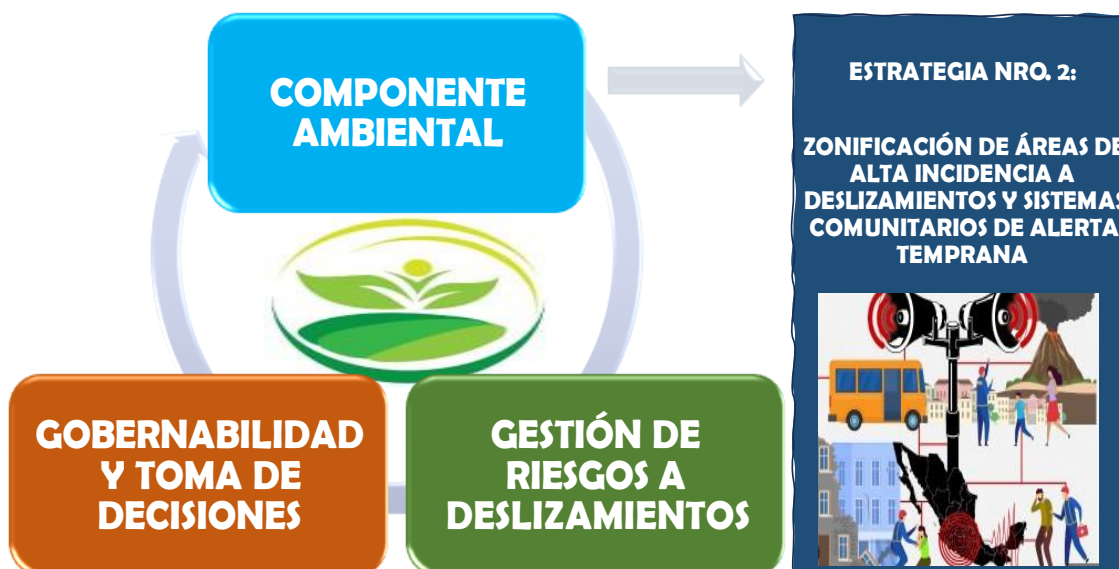 COMPONENTE
AMBIENTAL
GOBERNABILIDAD
Y TOMA DE
DECISIONES
GESTIÓN DE
RIESGOS A
DESLIZAMIENTOS
ESTRATEGIA NRO. 2:
ZONIFICACIÓN DE ÁREAS DE
ALTA INCIDENCIA A
DESLIZAMIENTOS Y SISTEMAS
COMUNITARIOS DE ALERTA
TEMPRANA